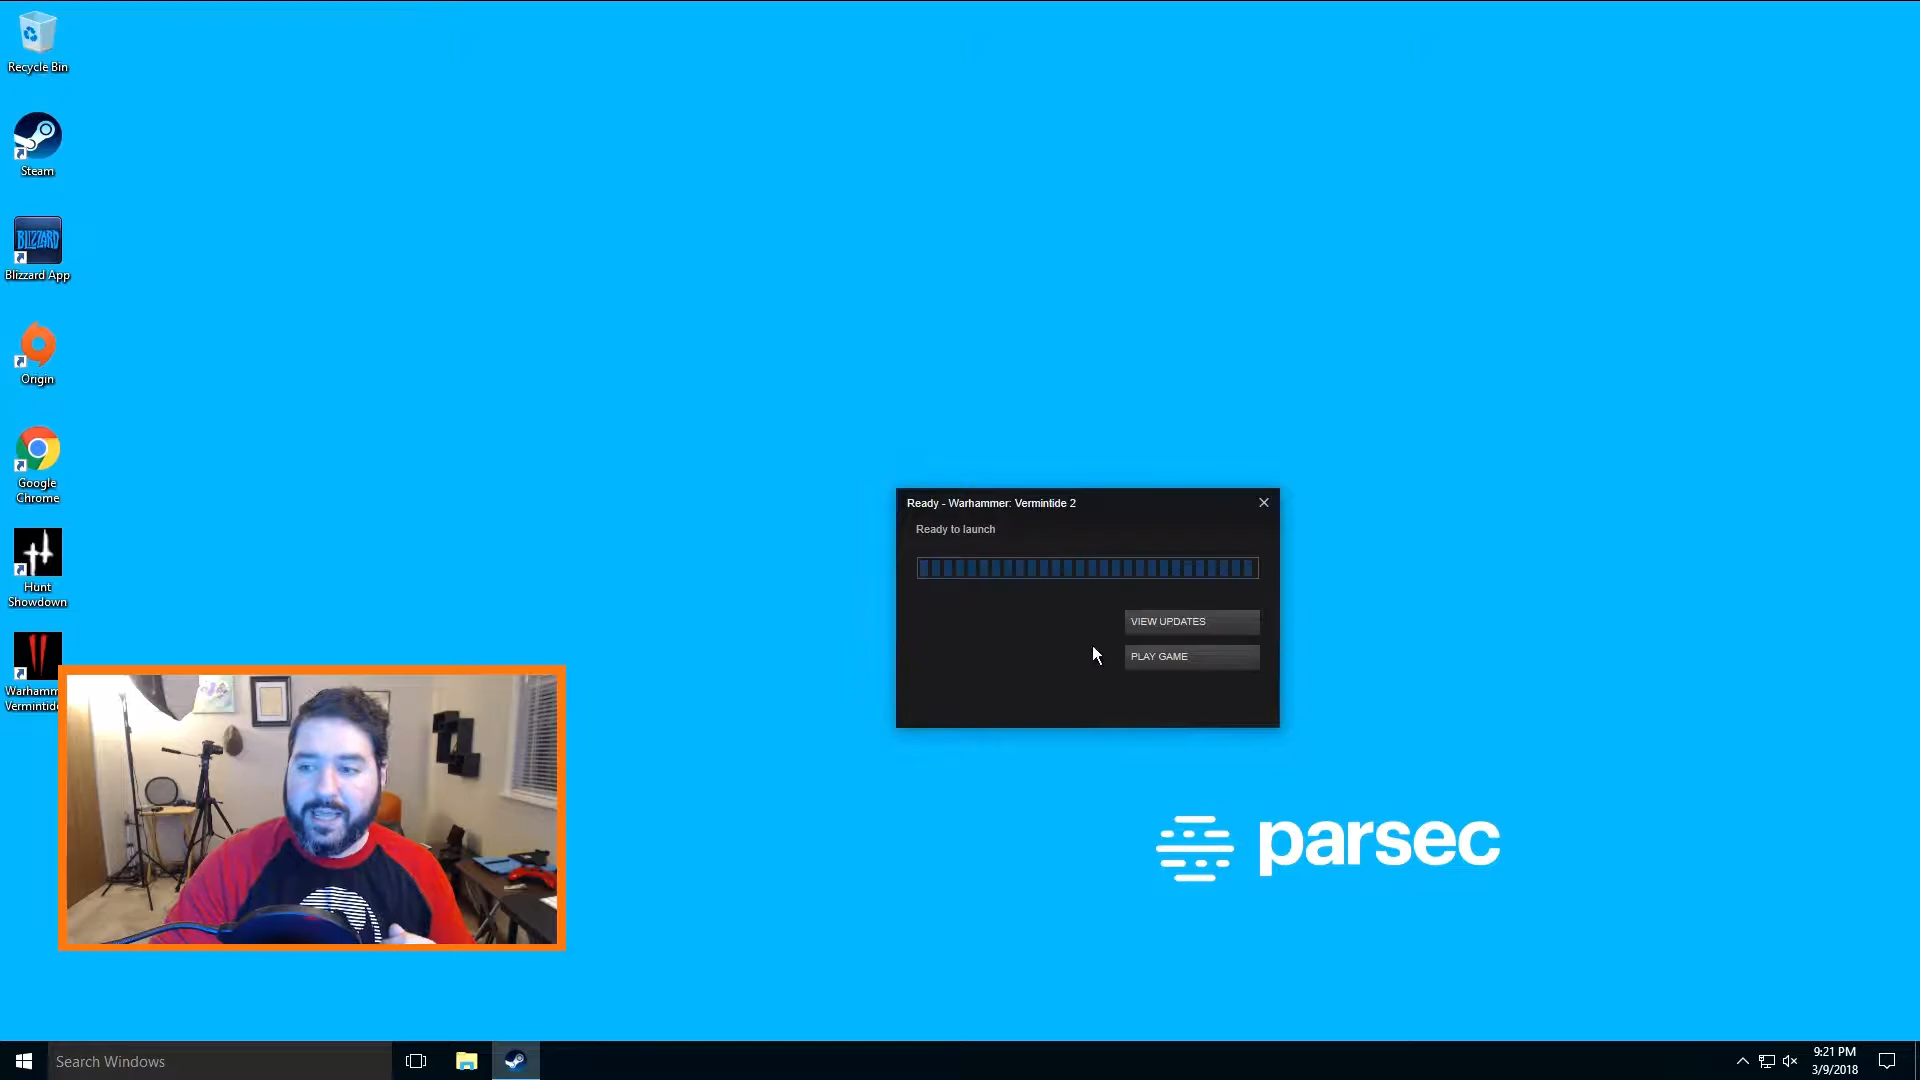 Recycle Bin
Steam
BLIZZARD
Blizzard App
Origin
Google
Chrome
Hunt
Showdown
Warhamm
Vermintide
Ready - Warhammer: Vermintide 2
Ready to launch
VIEW UPDATES
PLAY GAME
parsec
Search Windows
9:21 PM
3/9/2018